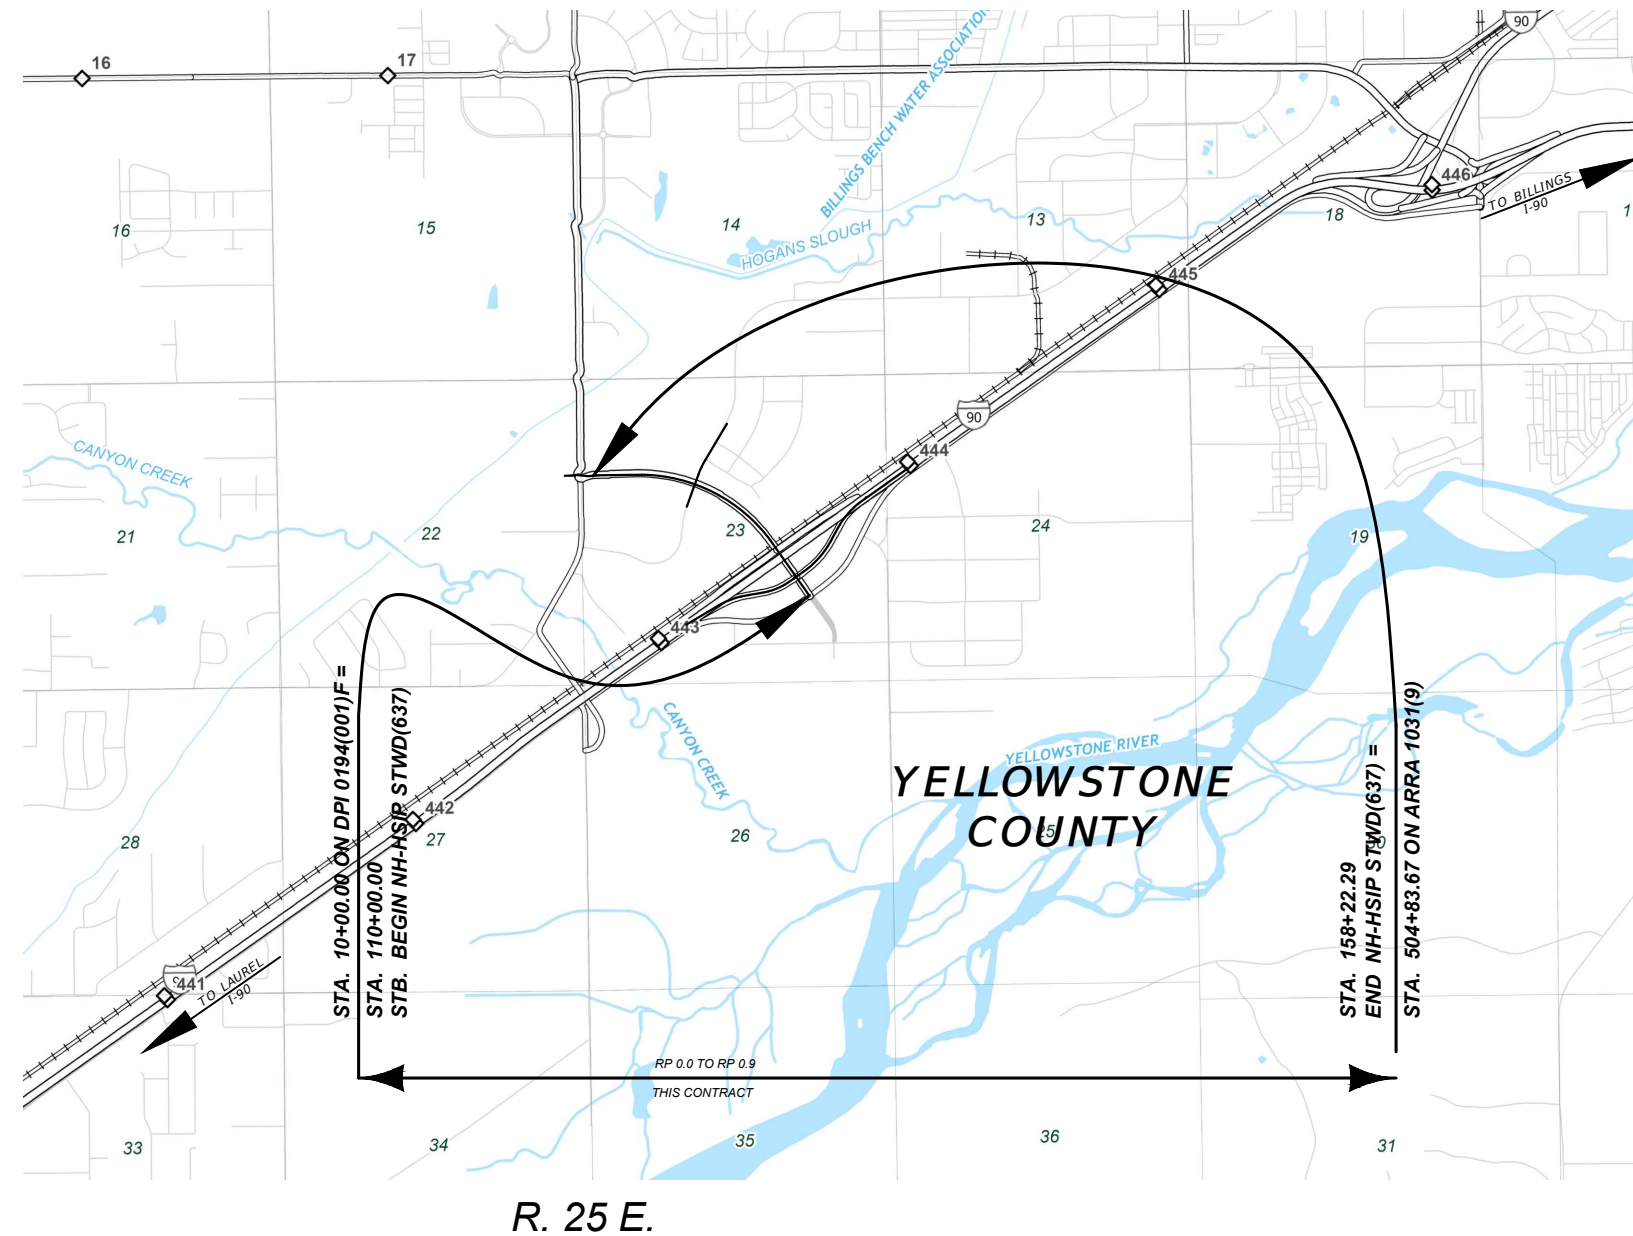 90
16
17
BILLINGS BENCH WATER ASSOCIATION
446
TO BILLINGS
I-90
16
15
14
13
18
1
HOGANS SLOUGH
445
90
444
CANYON CREEK
21
22
23
24
19
443
CANYON CREEK
YELLOWSTONE RIVER
YELLOWSTONE
COUNTY
442
28
27
26
25
30
STA. 10+00.00 ON DPI 0194(001)F =
STA. 110+00.00
STB. BEGIN NH-HSIP STWD(637)
STA. 158+22.29
END NH-HSIP STWD(637) =
STA. 504+83.67 ON ARRA 1031(9)
441
TO LAUREL
I-90
RP 0.0 TO RP 0.9
THIS CONTRACT
33
34
35
36
31
R. 25 E.